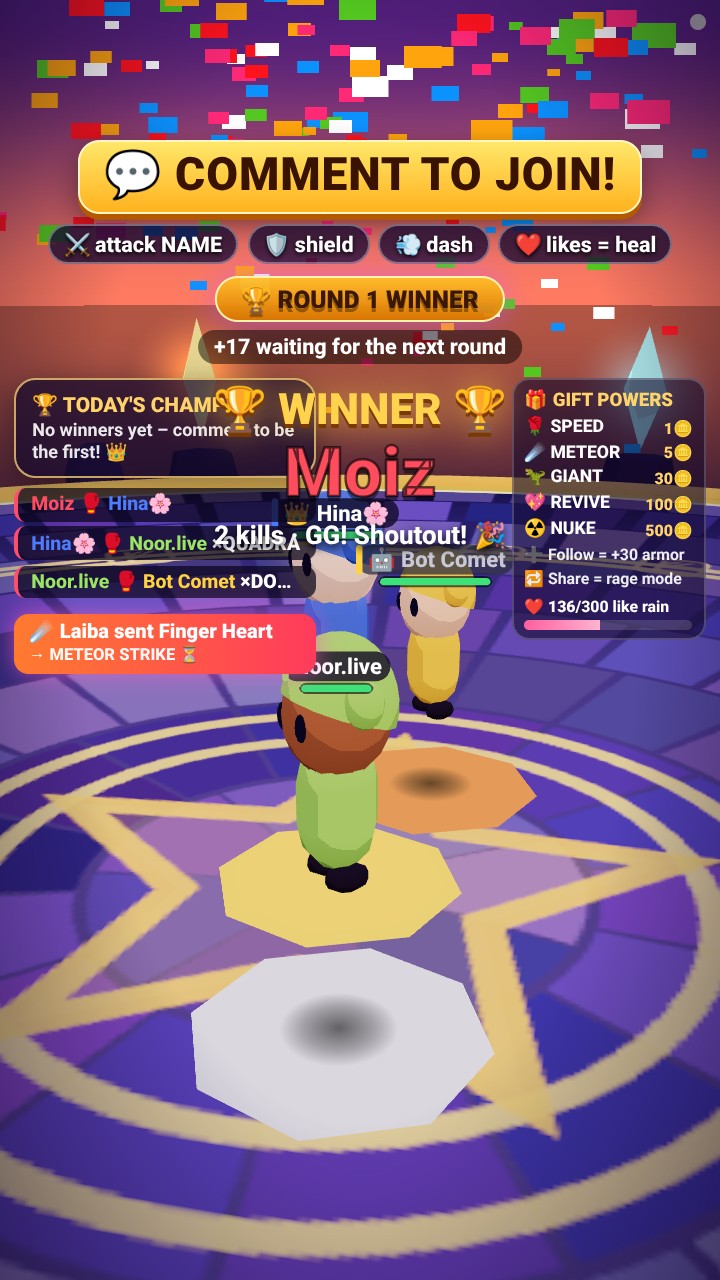 💬 COMMENT TO JOIN!
⚔️ attack NAME 🛡️ shield 💨 dash ❤️ likes = heal
🏆 ROUND 1 WINNER
+17 waiting for the next round
🏆 TODAY'S CHAMP
No winners yet – comme to be
the first! 👑
🏆 WINNER 🏆
Moiz
2 kills GG! Shoutout! 🎉
Moiz 🥊 Hina🌸
Hina🌸 🥊 Noor.live ×QUADRA
Noor.live 🥊 Bot Comet ×DO...
☄️ Laiba sent Finger Heart
→ METEOR STRIKE ⏳
🎁 GIFT POWERS
🌹 SPEED 1🪙
☄️ METEOR 5🪙
🦖 GIANT 30🪙
💖 REVIVE 100🪙
☢️ NUKE 500🪙
➕ Follow = +30 armor
🔁 Share = rage mode
❤️ 136/300 like rain
👑 Hina🌸
🤖 Bot Comet
oor.live